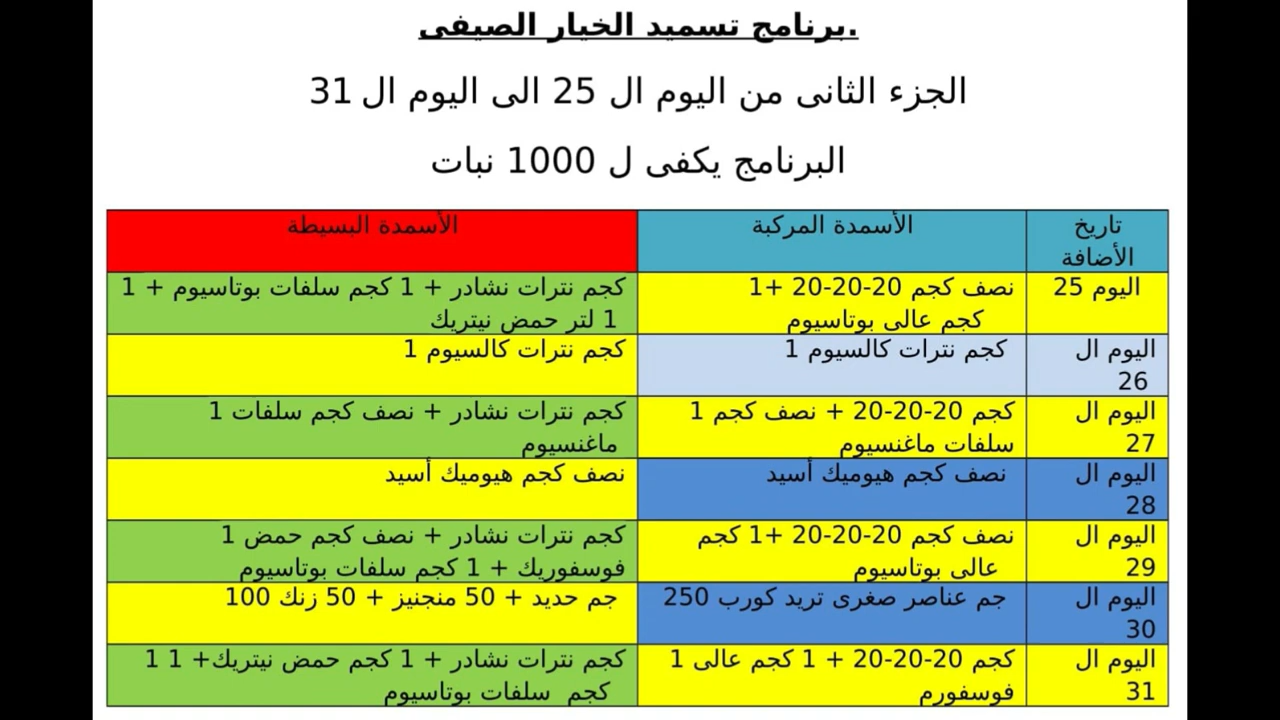 برنامج تسميد الخيار الصيفى.
الجزء الثانى من اليوم ال 25 الى اليوم ال 31
البرنامج يكفى ل 1000 نبات
تاريخ الأضافة
الأسمدة المركبة
الأسمدة البسيطة
اليوم 25
نصف كجم 20-20-20 +1
كجم عالى بوتاسيوم
كجم نترات نشادر + 1 كجم سلفات بوتاسيوم + 1
1 لتر حمض نيتريك
اليوم ال
26
كجم نترات كالسيوم 1
كجم نترات كالسيوم 1
اليوم ال
27
كجم 20-20-20 + نصف كجم 1
سلفات ماغنسيوم
كجم نترات نشادر + نصف كجم سلفات 1
ماغنسيوم
اليوم ال
28
نصف كجم هيوميك أسيد
نصف كجم هيوميك أسيد
اليوم ال
29
نصف كجم 20-20-20 +1 كجم
عالى بوتاسيوم
كجم نترات نشادر + نصف كجم حمض 1
فوسفوريك + 1 كجم سلفات بوتاسيوم
اليوم ال
30
جم عناصر صغرى تريد كورب 250
جم حديد + 50 منجنيز + 50 زنك 100
اليوم ال
31
كجم 20-20-20 + 1 كجم عالى 1
فوسفورم
كجم نترات نشادر + 1 كجم حمض نيتريك+ 1 1
كجم سلفات بوتاسيوم